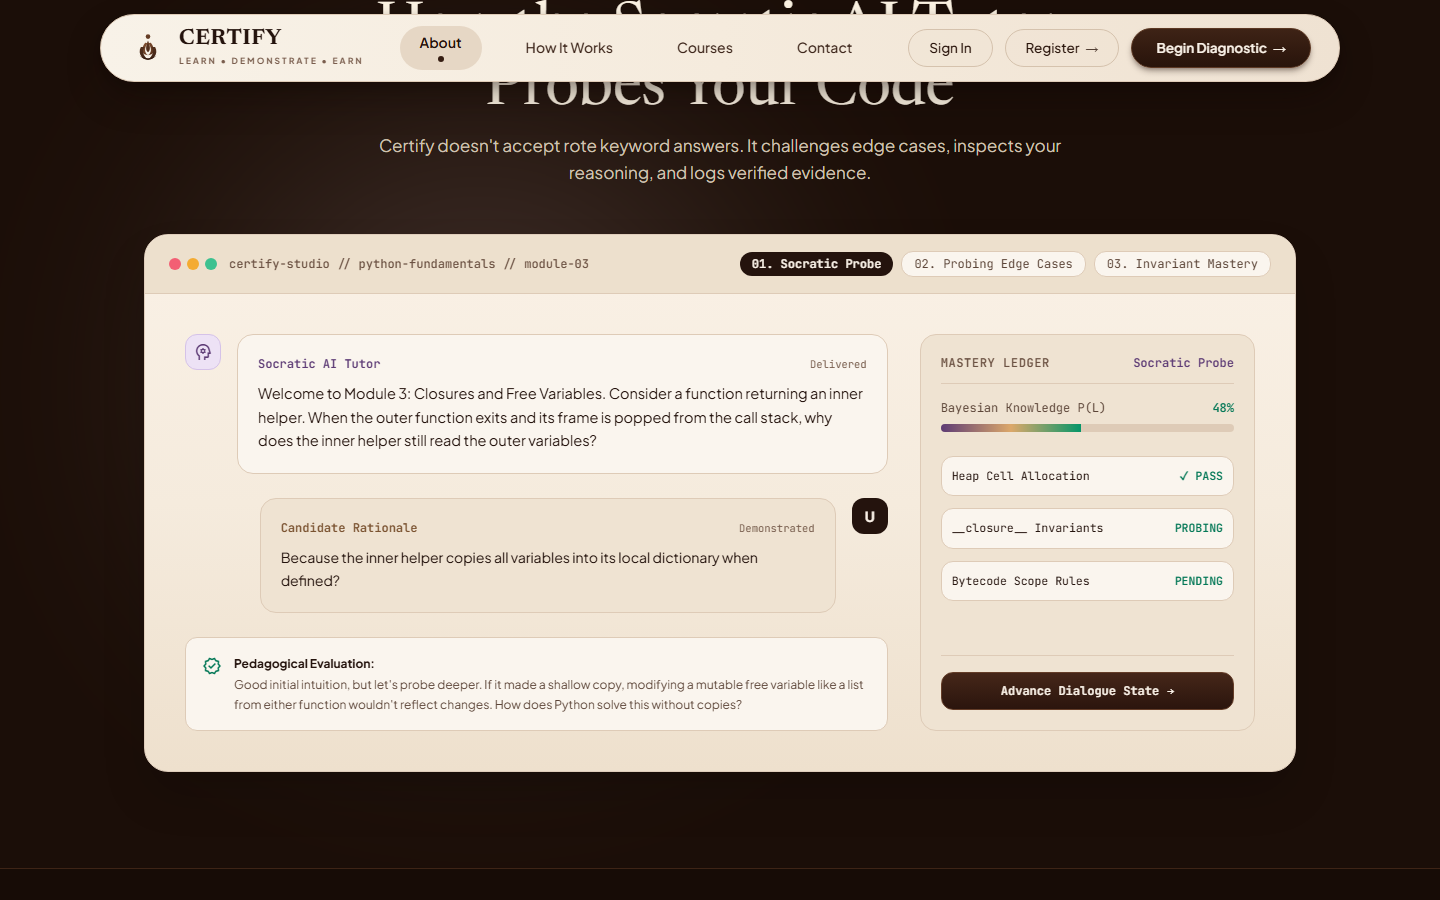 How the Socratic AI Tutor
CERTIFY
LEARN • DEMONSTRATE • EARN
About
How It Works
Courses
Contact
Sign In
Register →
Begin Diagnostic →
Probes Your Code
Certify doesn't accept rote keyword answers. It challenges edge cases, inspects your
reasoning, and logs verified evidence.
certify-studio // python-fundamentals // module-03
01. Socratic Probe
02. Probing Edge Cases
03. Invariant Mastery
Socratic AI Tutor
Delivered
Welcome to Module 3: Closures and Free Variables. Consider a function returning an inner
helper. When the outer function exits and its frame is popped from the call stack, why
does the inner helper still read the outer variables?
Candidate Rationale
Demonstrated
U
Because the inner helper copies all variables into its local dictionary when
defined?
Pedagogical Evaluation:
Good initial intuition, but let's probe deeper. If it made a shallow copy, modifying a mutable free variable like a list
from either function wouldn't reflect changes. How does Python solve this without copies?
MASTERY LEDGER
Socratic Probe
Bayesian Knowledge P(L)
48%
Heap Cell Allocation
✓ PASS
__closure__ Invariants
PROBING
Bytecode Scope Rules
PENDING
Advance Dialogue State →